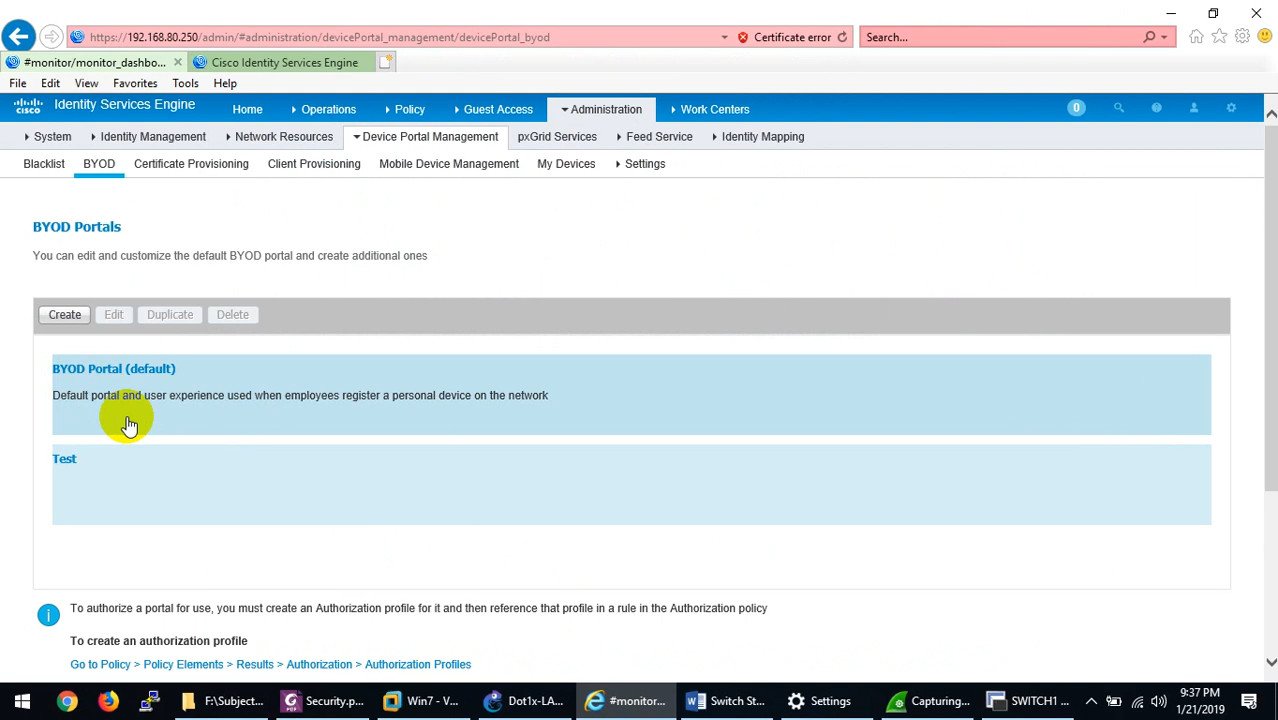 https://192.168.80.250/admin/#administration/devicePortal_management/devicePortal_byod
Certificate error
Search...
#monitor/monitor_dashbo...
Cisco Identity Services Engine
File Edit View Favorites Tools Help
cisco Identity Services Engine Home Operations Policy Guest Access Administration Work Centers 0
System Identity Management Network Resources Device Portal Management pxGrid Services Feed Service Identity Mapping
Blacklist BYOD Certificate Provisioning Client Provisioning Mobile Device Management My Devices Settings
BYOD Portals
You can edit and customize the default BYOD portal and create additional ones
Create Edit Duplicate Delete
BYOD Portal (default)
Default portal and user experience used when employees register a personal device on the network
Test
To authorize a portal for use, you must create an Authorization profile for it and then reference that profile in a rule in the Authorization policy
To create an authorization profile
Go to Policy > Policy Elements > Results > Authorization > Authorization Profiles
F:\Subject... Security.p... Win7 - V... Dot1x-LA... #monitor... Switch St... Settings Capturing... SWITCH1 ...
9:37 PM
1/21/2019